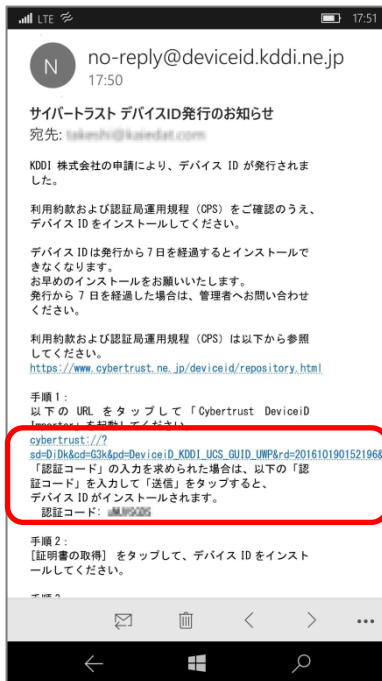 LTE 17:51
N
no-reply@deviceid.kddi.ne.jp
17:50
サイバートラスト デバイスID発行のお知らせ
宛先:
KDDI 株式会社の申請により、デバイス ID が発行されま
した。
利用約款および認証局運用規程 (CPS) をご確認のうえ、
デバイス ID をインストールしてください。
デバイス ID は発行から7日を経過するとインストールで
きなくなります。
お早めのインストールをお願いいたします。
発行から 7 日を経過した場合は、管理者へお問い合わせ
ください。
利用約款および認証局運用規程 (CPS) は以下から参照
してください。
https://www.cybertrust.ne.jp/deviceid/repository.html
手順1:
以下の URL をタップして「Cybertrust DeviceiD
Importer」を起動してください
cybertrust://?
sd=DiDk&cd=G3k&pd=DeviceiD_KDDI_UCS_GUID_UWP&rd=201610190152196&
「認証コード」の入力を求められた場合は、以下の「認
証コード」を入力して「送信」をタップすると、
デバイス ID がインストールされます。
認証コード:
手順2:
[証明書の取得] をタップして、デバイス ID をインスト
ールしてください。